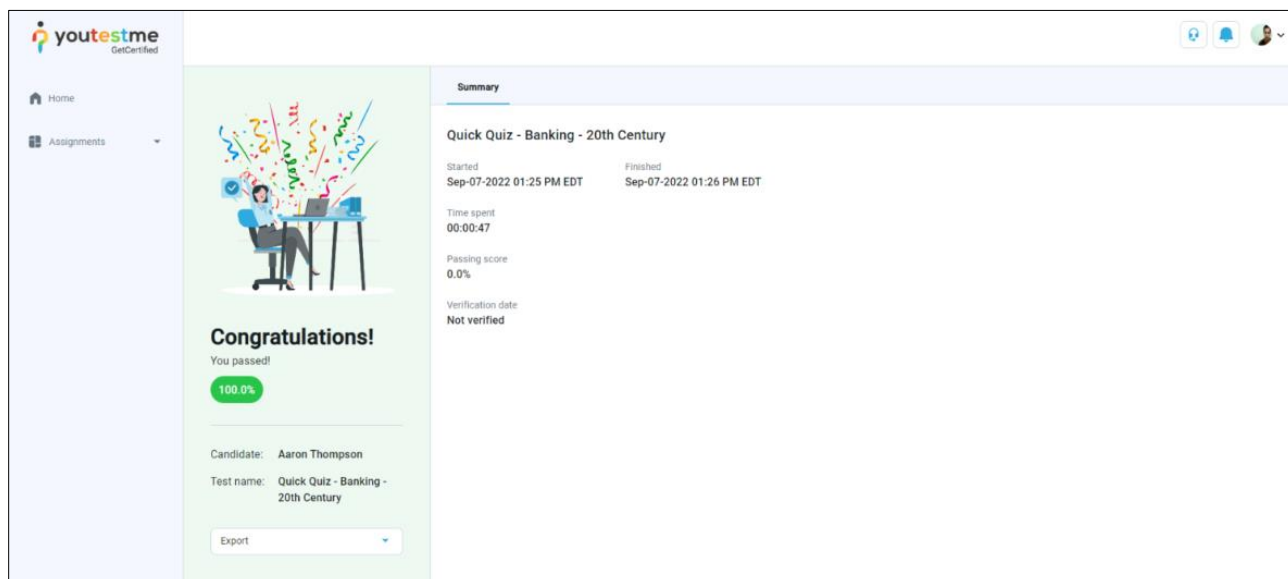 youtestme
GetCertified
Home
Assignments
Congratulations!
You passed!
100.0%
Candidate: Aaron Thompson
Test name: Quick Quiz - Banking -
20th Century
Export
Summary
Quick Quiz - Banking - 20th Century
Started Finished
Sep-07-2022 01:25 PM EDT Sep-07-2022 01:26 PM EDT
Time spent
00:00:47
Passing score
0.0%
Verification date
Not verified